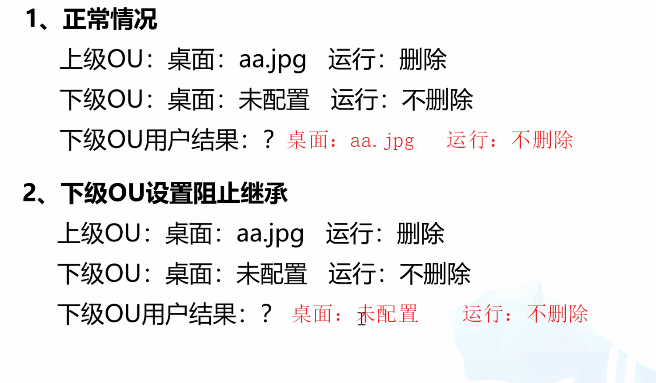 1、正常情况
上级OU：桌面：aa.jpg 运行：删除
下级OU：桌面：未配置 运行：不删除
下级OU用户结果：？ 桌面：aa.jpg 运行：不删除
2、下级OU设置阻止继承
上级OU：桌面：aa.jpg 运行：删除
下级OU：桌面：未配置 运行：不删除
下级OU用户结果：？ 桌面：未配置 运行：不删除